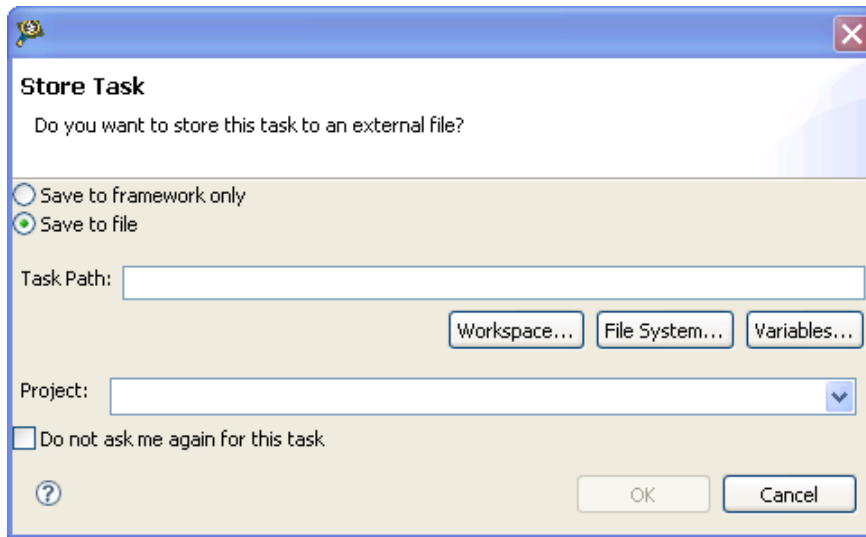 Store Task
Do you want to store this task to an external file?
Save to framework only
Save to file
Task Path:
Workspace... File System... Variables...
Project:
Do not ask me again for this task
OK Cancel